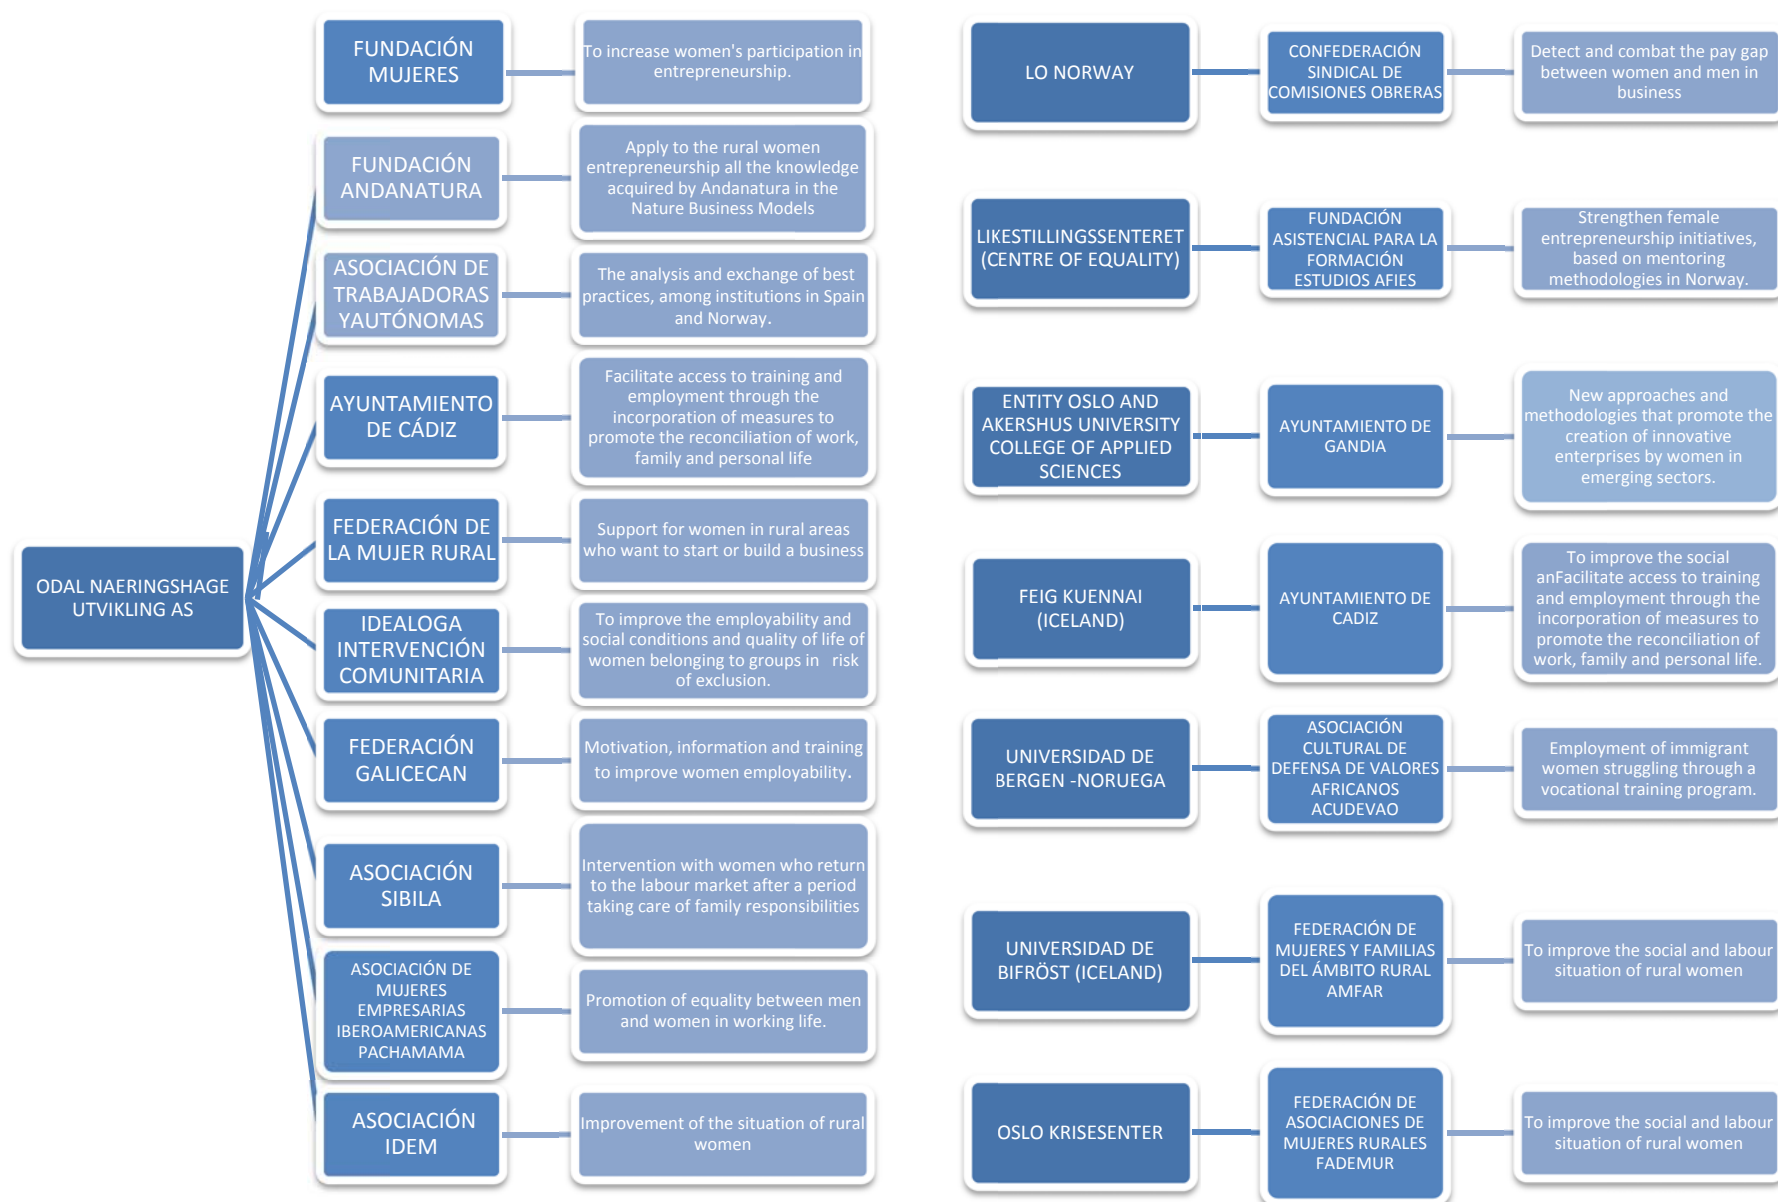 ODAL NAERINGSHAGE
UTVIKLING AS
FUNDACIÓN
MUJERES
To increase women's participation in
entrepreneurship.
FUNDACIÓN
ANDANATURA
Apply to the rural women
entrepreneurship all the knowledge
acquired by Andanatura in the
Nature Business Models
ASOCIACIÓN DE
TRABAJADORAS
YAUTÓNOMAS
The analysis and exchange of best
practices, among institutions in Spain
and Norway.
AYUNTAMIENTO
DE CÁDIZ
Facilitate access to training and
employment through the
incorporation of measures to
promote the reconciliation of work,
family and personal life
FEDERACIÓN DE
LA MUJER RURAL
Support for women in rural areas
who want to start or build a business
IDEALOGA
INTERVENCIÓN
COMUNITARIA
To improve the employability and
social conditions and quality of life of
women belonging to groups in risk
of exclusion.
FEDERACIÓN
GALICECAN
Motivation, information and training
to improve women employability.
ASOCIACIÓN
SIBILA
Intervention with women who return
to the labour market after a period
taking care of family responsibilities
ASOCIACIÓN DE
MUJERES
EMPRESARIAS
IBEROAMERICANAS
PACHAMAMA
Promotion of equality between men
and women in working life.
ASOCIACIÓN
IDEM
Improvement of the situation of rural
women
LO NORWAY
CONFEDERACIÓN
SINDICAL DE
COMISIONES OBRERAS
Detect and combat the pay gap
between women and men in
business
LIKESTILLINGSSENTERET
(CENTRE OF EQUALITY)
FUNDACIÓN
ASISTENCIAL PARA LA
FORMACIÓN
ESTUDIOS AFIES
Strengthen female
entrepreneurship initiatives,
based on mentoring
methodologies in Norway.
ENTITY OSLO AND
AKERSHUS UNIVERSITY
COLLEGE OF APPLIED
SCIENCES
AYUNTAMIENTO DE
GANDIA
New approaches and
methodologies that promote the
creation of innovative
enterprises by women in
emerging sectors.
FEIG KUENNAI
(ICELAND)
AYUNTAMIENTO DE
CADIZ
To improve the social
anFacilitate access to training
and employment through the
incorporation of measures to
promote the reconciliation of
work, family and personal life.
UNIVERSIDAD DE
BERGEN -NORUEGA
ASOCIACIÓN
CULTURAL DE
DEFENSA DE VALORES
AFRICANOS
ACUDEVAO
Employment of immigrant
women struggling through a
vocational training program.
UNIVERSIDAD DE
BIFRÖST (ICELAND)
FEDERACIÓN DE
MUJERES Y FAMILIAS
DEL ÁMBITO RURAL
AMFAR
To improve the social and labour
situation of rural women
OSLO KRISESENTER
FEDERACIÓN DE
ASOCIACIONES DE
MUJERES RURALES
FADEMUR
To improve the social and labour
situation of rural women